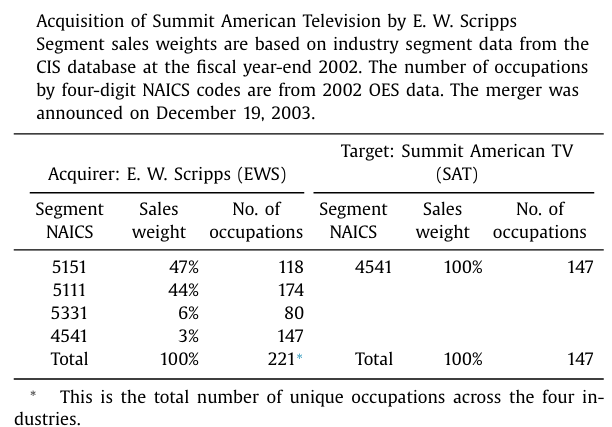 Acquisition of Summit American Television by E. W. Scripps
Segment sales weights are based on industry segment data from the
CIS database at the fiscal year-end 2002. The number of occupations
by four-digit NAICS codes are from 2002 OES data. The merger was
announced on December 19, 2003.
Acquirer: E. W. Scripps (EWS) Target: Summit American TV
(SAT)
Segment Sales No. of Segment Sales No. of
NAICS weight occupations NAICS weight occupations
5151 47% 118 4541 100% 147
5111 44% 174
5331 6% 80
4541 3% 147
Total 100% 221* Total 100% 147
* This is the total number of unique occupations across the four in-
dustries.